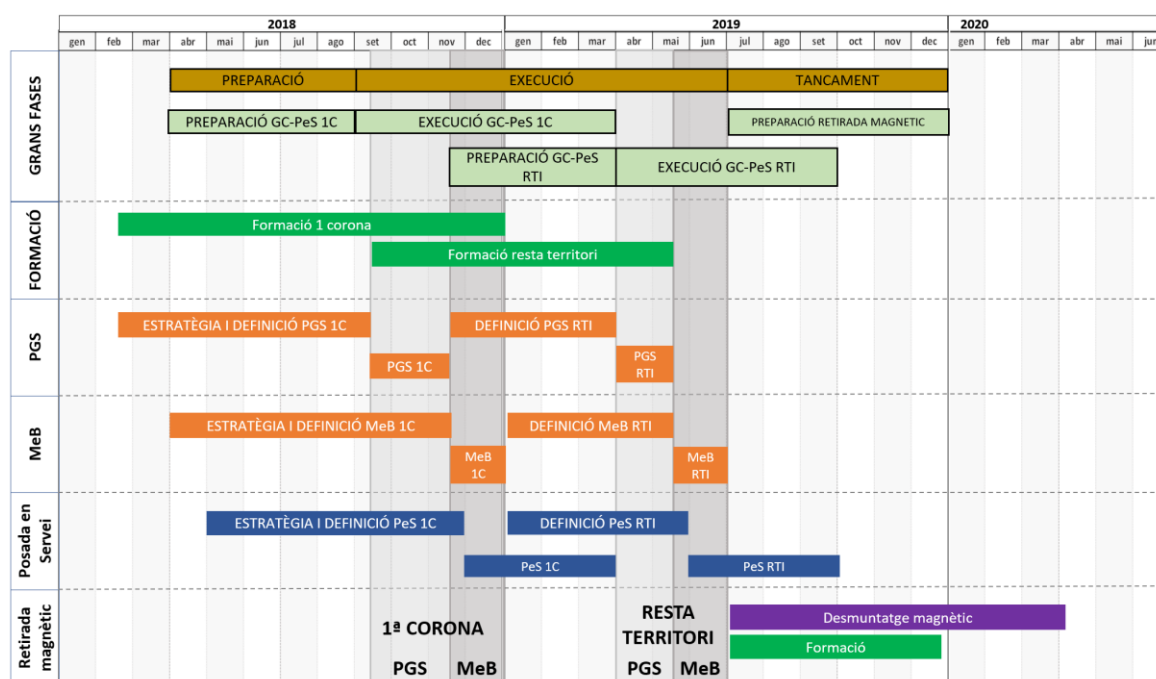 2018 2019 2020
gen feb mar abr mai jun jul ago set oct nov dec gen feb mar abr mai jun jul ago set oct nov dec gen feb mar abr mai jun
GRANS FASES
PREPARACIÓ EXECUCIÓ TANCAMENT
PREPARACIÓ GC-PeS 1C EXECUCIÓ GC-PeS 1C PREPARACIÓ RETIRADA MAGNETIC
PREPARACIÓ GC-PeS
RTI
EXECUCIÓ GC-PeS RTI
FORMACIÓ
Formació 1 corona
Formació resta territori
PGS
ESTRATÈGIA I DEFINICIÓ PGS 1C DEFINICIÓ PGS RTI
PGS 1C
PGS
RTI
MeB
ESTRATÈGIA I DEFINICIÓ MeB 1C DEFINICIÓ MeB RTI
MeB
1C
MeB
RTI
Posada en
Servei
ESTRATÈGIA I DEFINICIÓ PeS 1C DEFINICIÓ PeS RTI
PeS 1C PeS RTI
Retirada
magnètic
1ª CORONA
PGS MeB
RESTA
TERRITORI
PGS MeB
Desmuntatge magnètic
Formació